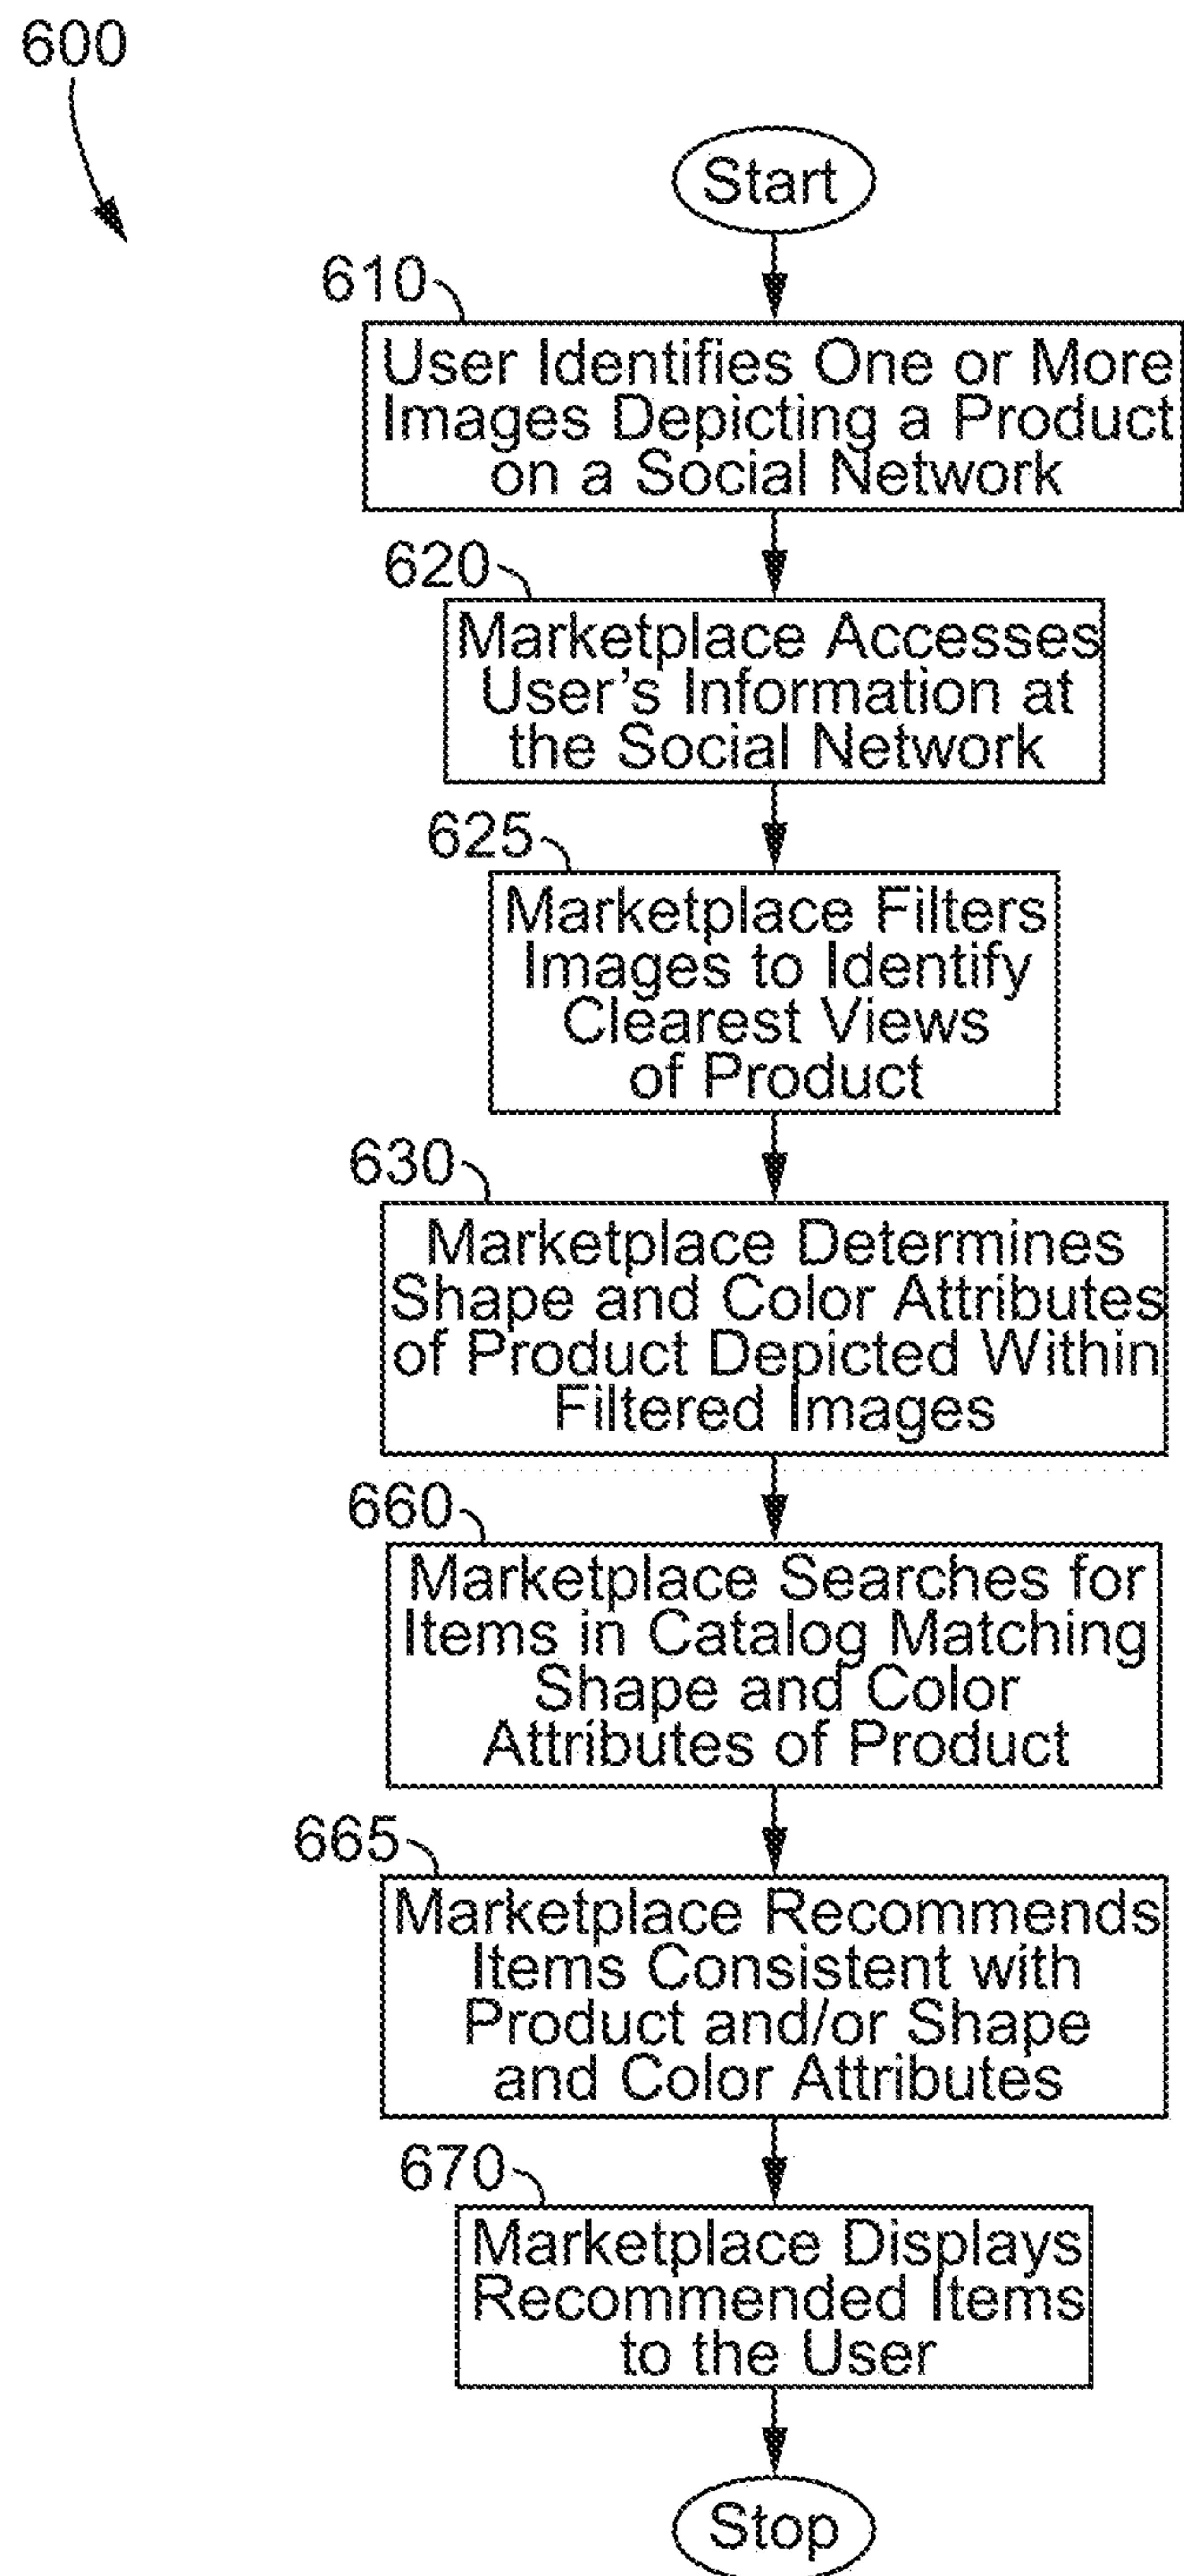 600
Start
610
User Identifies One or More
Images Depicting a Product
on a Social Network
620
Marketplace Accesses
User's Information at
the Social Network
625
Marketplace Filters
Images to Identify
Clearest Views
of Product
630
Marketplace Determines
Shape and Color Attributes
of Product Depicted Within
Filtered Images
660
Marketplace Searches for
Items in Catalog Matching
Shape and Color
Attributes of Product
665
Marketplace Recommends
Items Consistent with
Product and/or Shape
and Color Attributes
670
Marketplace Displays
Recommended Items
to the User
Stop